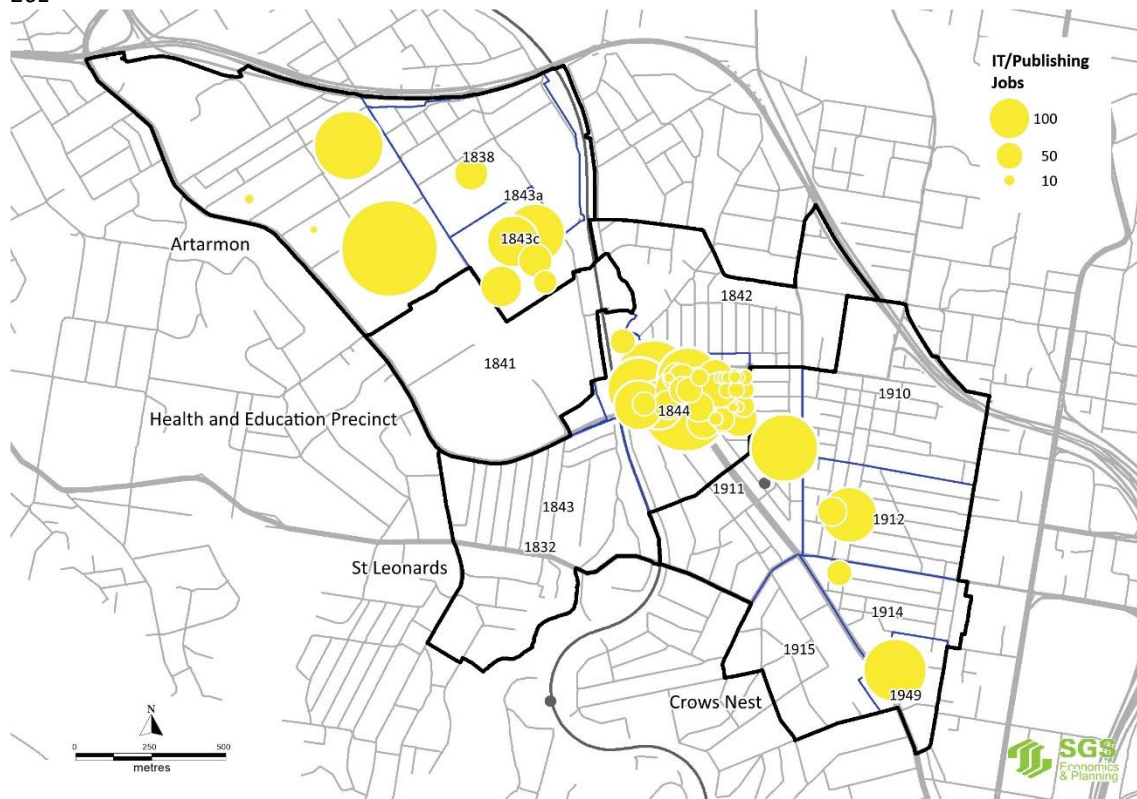 IT/Publishing
Jobs
100
50
10
1838
1843a
1843c
Artarmon
1842
1841
1910
Health and Education Precinct
1844
1911
1843
1912
1832
St Leonards
1914
1915
Crows Nest
1949
N
0 250 500
metres
SGS
Economics
& Planning